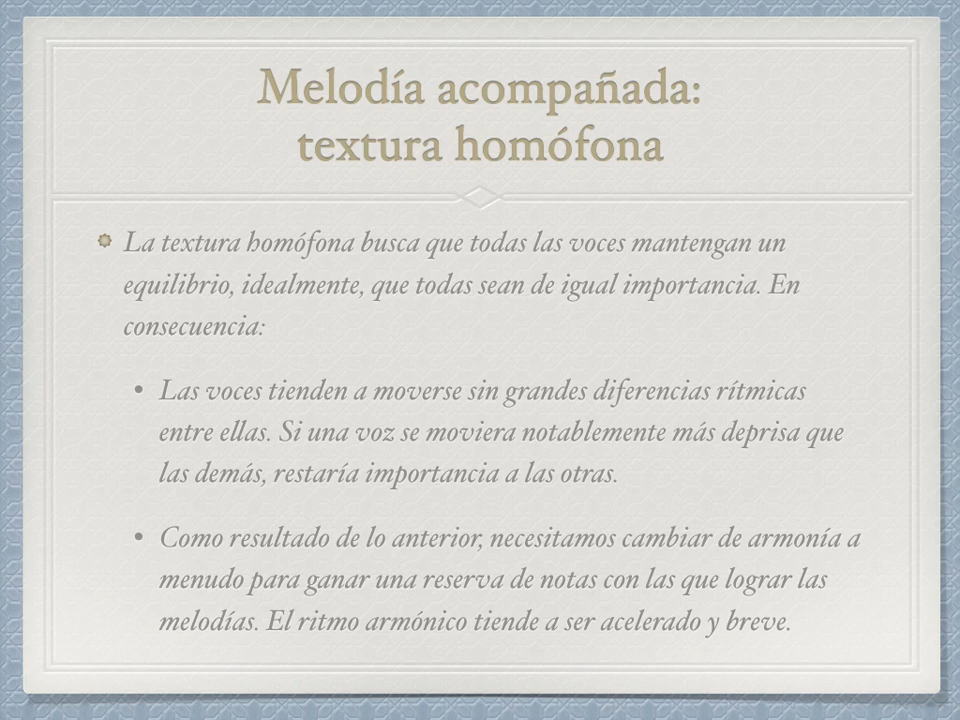 Melodía acompañada:
textura homófona
La textura homófona busca que todas las voces mantengan un
equilibrio, idealmente, que todas sean de igual importancia. En
consecuencia:
• Las voces tienden a moverse sin grandes diferencias rítmicas
entre ellas. Si una voz se moviera notablemente más deprisa que
las demás, restaría importancia a las otras.
• Como resultado de lo anterior, necesitamos cambiar de armonía a
menudo para ganar una reserva de notas con las que lograr las
melodías. El ritmo armónico tiende a ser acelerado y breve.